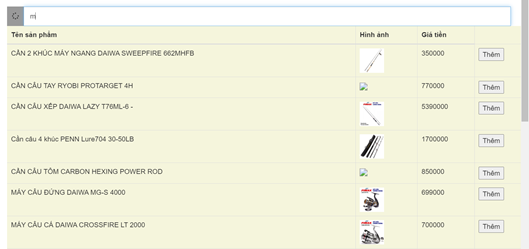 m
Tên sản phẩm Hình ảnh Giá tiền
CẦN 2 KHÚC MÁY NGANG DAIWA SWEEPFIRE 662MHFB 350000 Thêm
CẦN CÂU TAY RYOBI PROTARGET 4H 770000 Thêm
CẦN CÂU XẾP DAIWA LAZY T76ML-6 - 5390000 Thêm
Cần câu 4 khúc PENN Lure704 30-50LB 1700000 Thêm
CẦN CÂU TÔM CARBON HEXING POWER ROD 850000 Thêm
MÁY CÂU ĐỨNG DAIWA MG-S 4000 699000 Thêm
MÁY CÂU CÁ DAIWA CROSSFIRE LT 2000 700000 Thêm